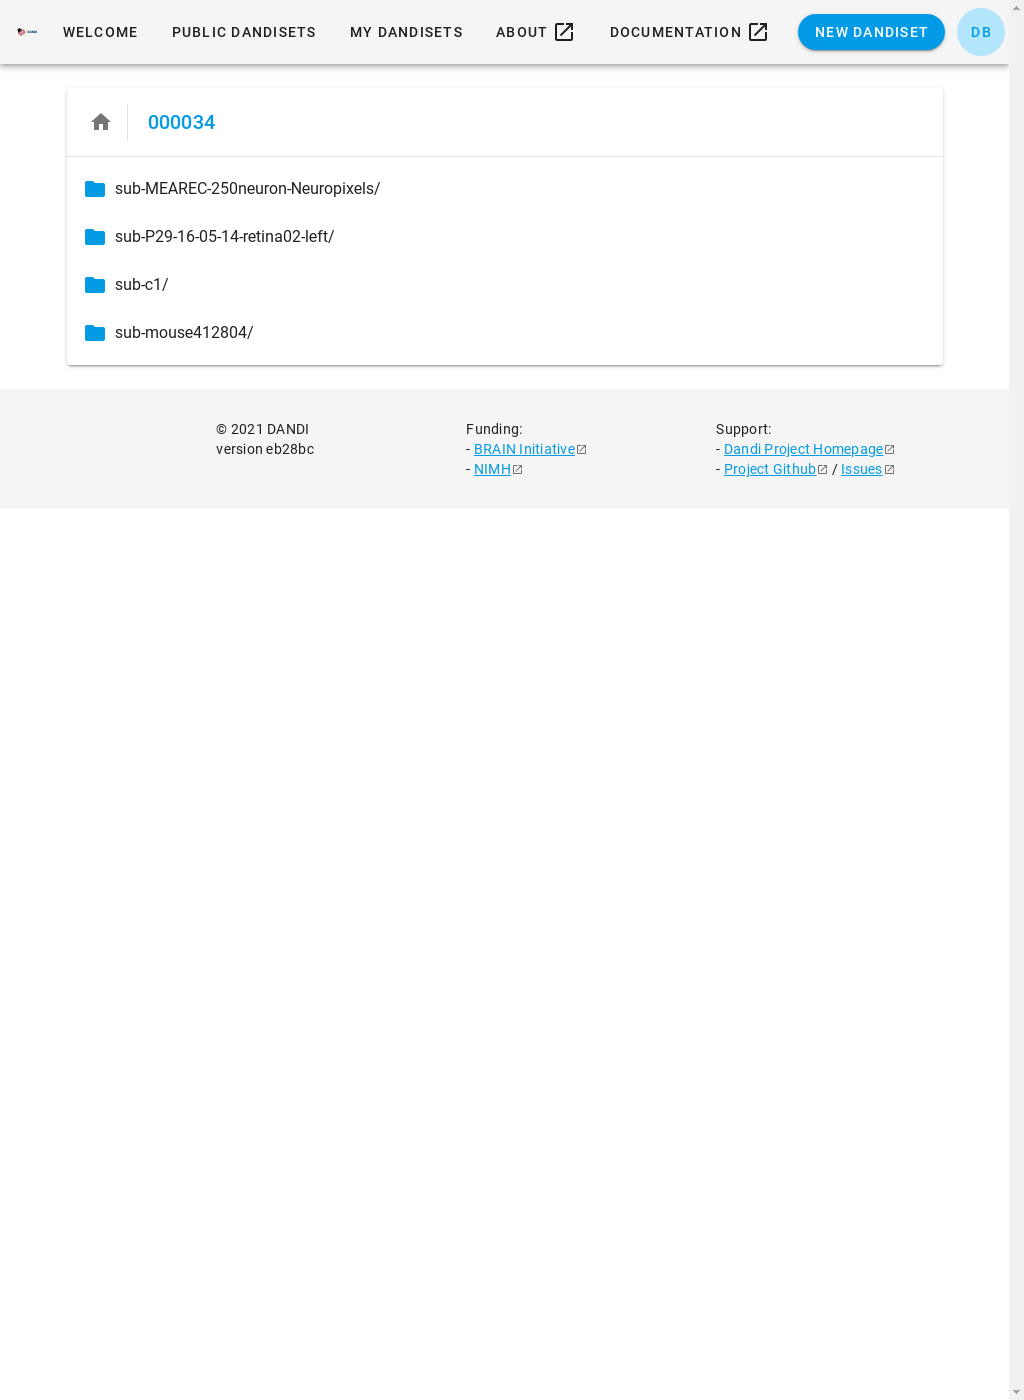 DANDI
WELCOME
PUBLIC DANDISETS
MY DANDISETS
ABOUT
DOCUMENTATION
NEW DANDISET
DB
000034
sub-MEAREC-250neuron-Neuropixels/
sub-P29-16-05-14-retina02-left/
sub-c1/
sub-mouse412804/
© 2021 DANDI
version eb28bc
Funding:
- BRAIN Initiative
- NIMH
Support:
- Dandi Project Homepage
- Project Github / Issues